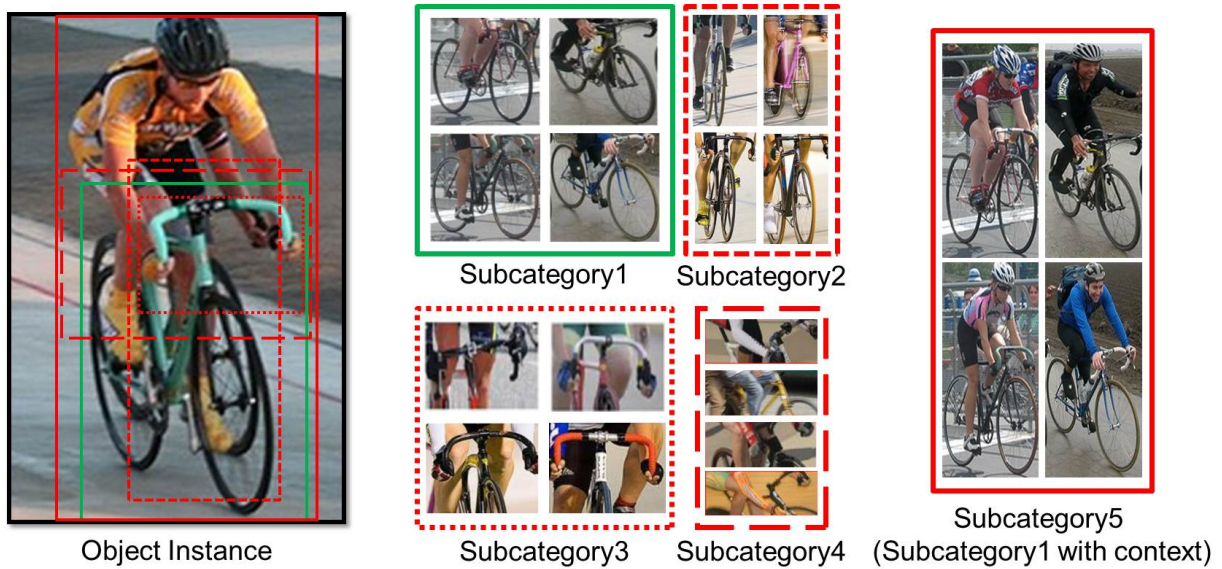 Object Instance
Subcategory1
Subcategory2
Subcategory3
Subcategory4
Subcategory5
(Subcategory1 with context)